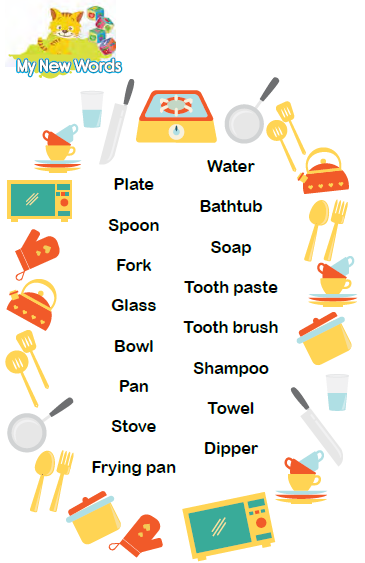 My New Words
Plate
Spoon
Fork
Glass
Bowl
Pan
Stove
Frying pan
Water
Bathtub
Soap
Tooth paste
Tooth brush
Shampoo
Towel
Dipper